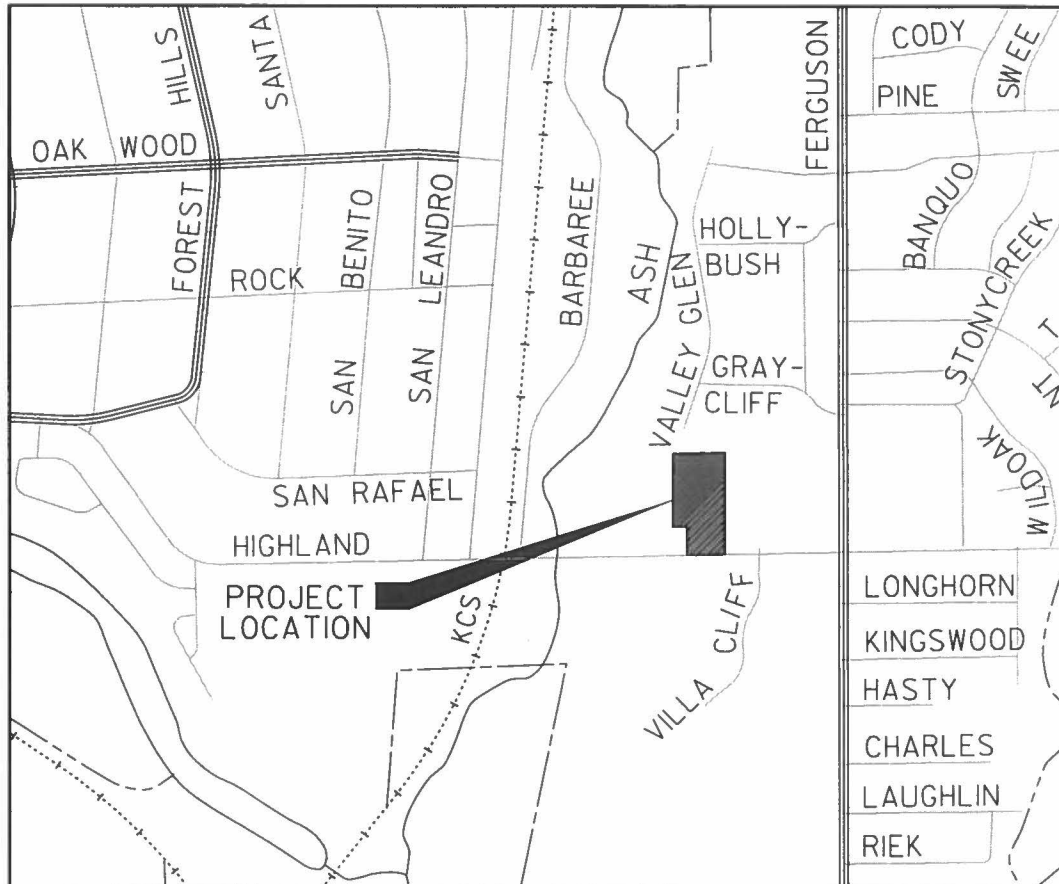 HILLS
SANTA
FERGUSON
CODY
SWEE
PINE
OAK WOOD
FOREST
ROCK
SAN BENITO
SAN LEANDRO
BARBAREE
ASH
VALLEY GLEN
HOLLY-
BUSH
BANQUO
STONYCREEK
T
NT
GRAY-
CLIFF
WILDOAK
SAN RAFAEL
HIGHLAND
PROJECT
LOCATION
KCS
VILLA CLIFF
LONGHORN
KINGSWOOD
HASTY
CHARLES
LAUGHLIN
RIEK